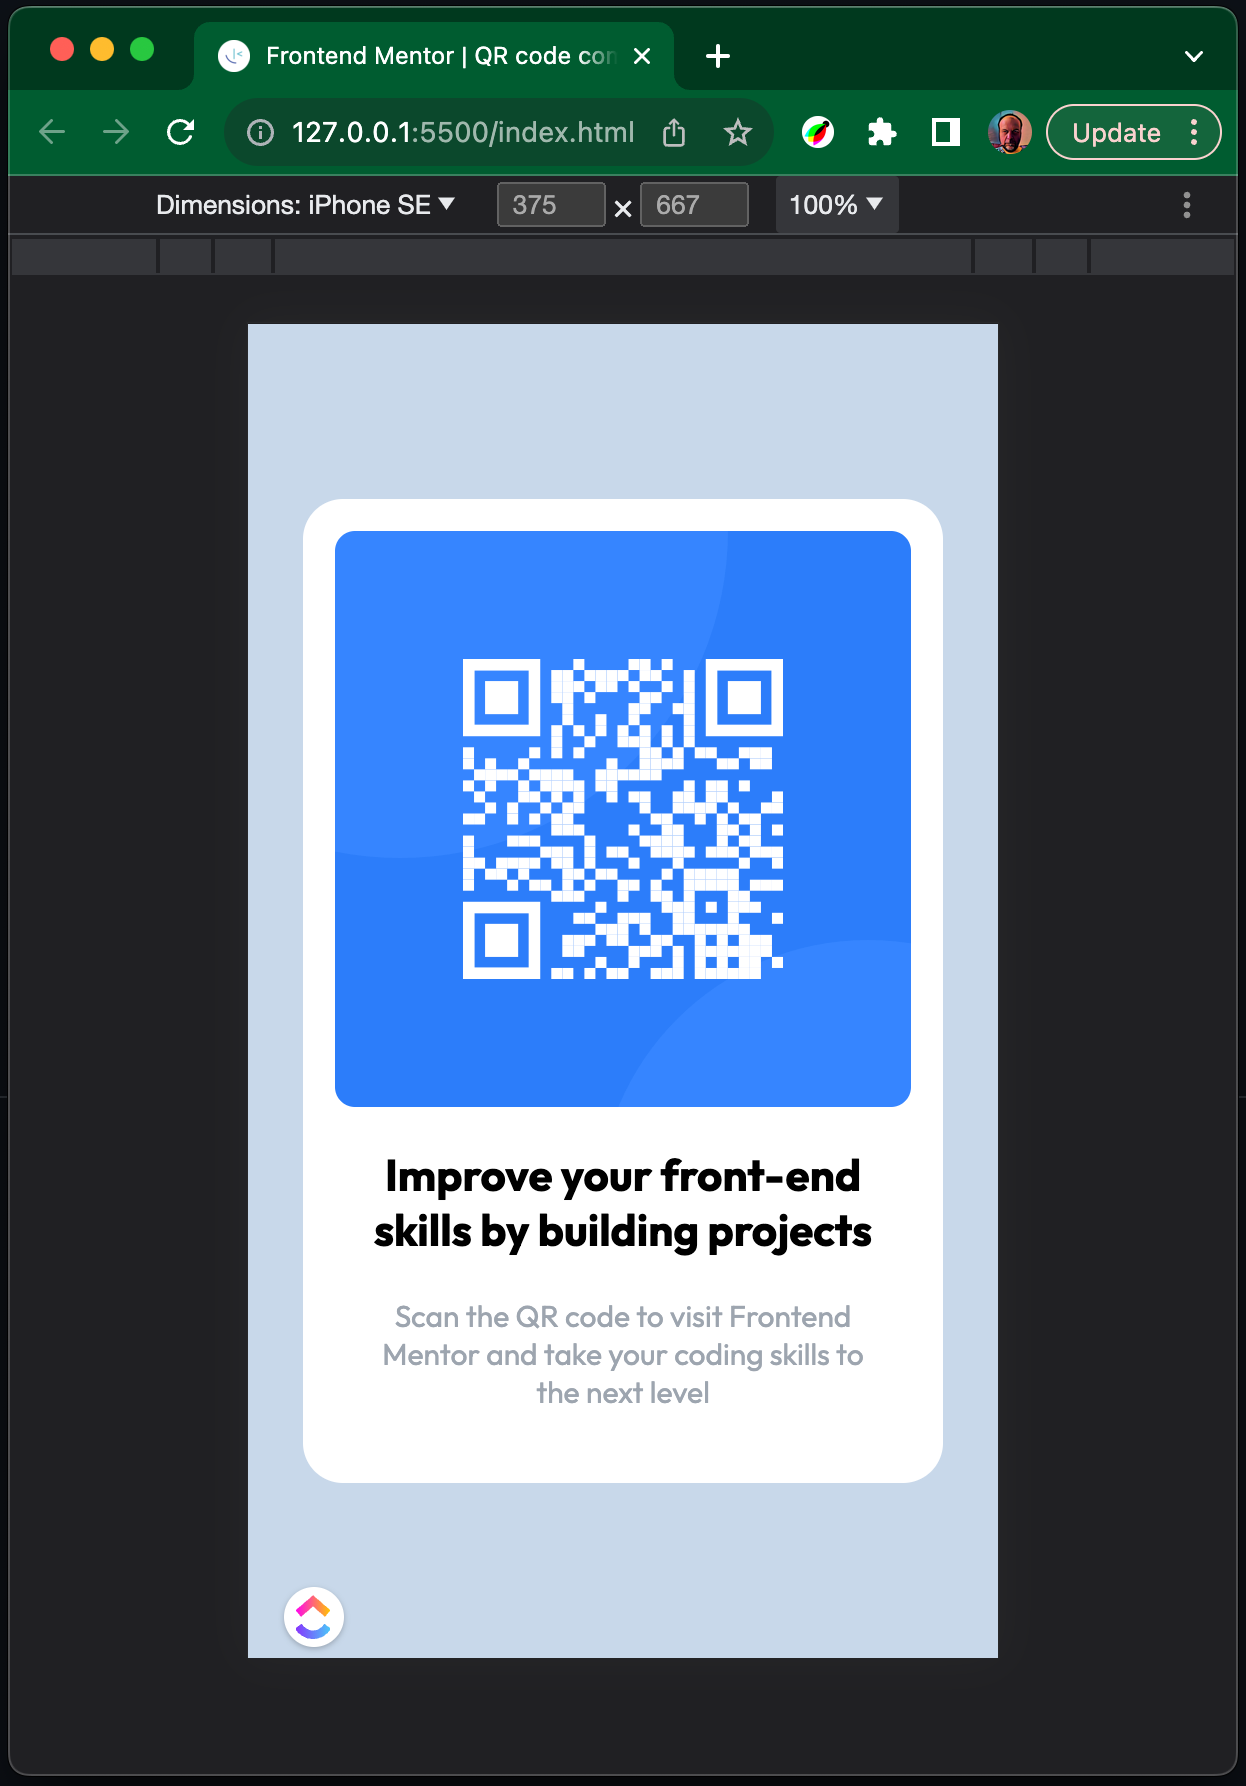 Frontend Mentor | QR code con
127.0.0.1:5500/index.html
Update
Dimensions: iPhone SE
375 × 667
100%
Improve your front-end
skills by building projects
Scan the QR code to visit Frontend
Mentor and take your coding skills to
the next level